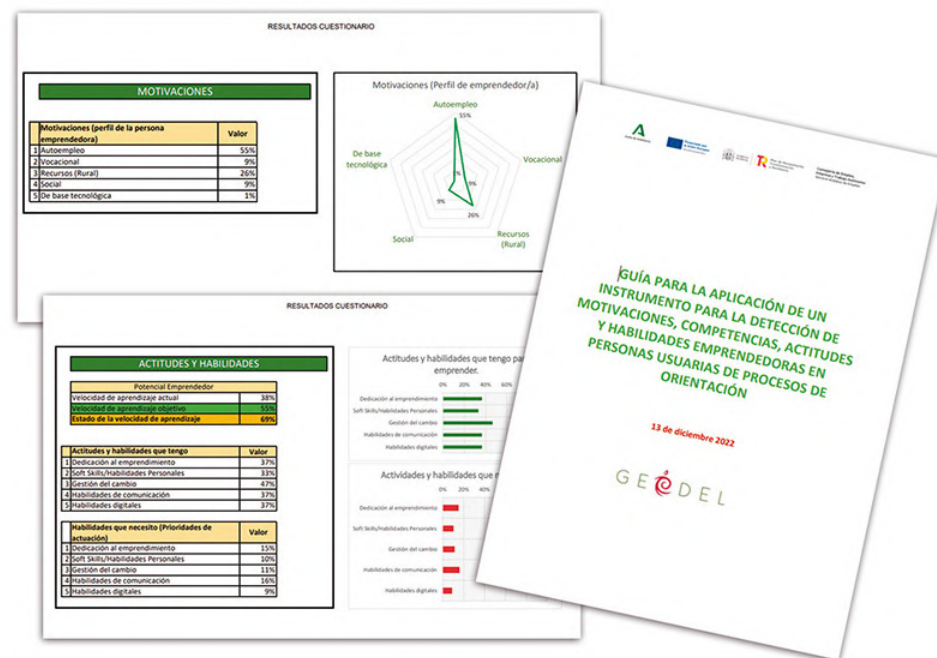 RESULTADOS CUESTIONARIO
MOTIVACIONES
Motivaciones (perfil de la persona
emprendedora) Valor
1 Autoempleo 55%
2 Vocacional 9%
3 Recursos (Rural) 26%
4 Social 9%
5 De base tecnológica 1%
Motivaciones (Perfil de emprendedor/a)
Autoempleo
55%
De base
tecnológica
Vocacional
9%
9%
26%
Social
Recursos
(Rural)
RESULTADOS CUESTIONARIO
ACTITUDES Y HABILIDADES
Potencial Emprendedor
Velocidad de aprendizaje actual 38%
Velocidad de aprendizaje objetivo 55%
Estado de la velocidad de aprendizaje 69%
Actitudes y habilidades que tengo Valor
1 Dedicación al emprendimiento 37%
2 Soft Skills/Habilidades Personales 33%
3 Gestión del cambio 47%
4 Habilidades de comunicación 37%
5 Habilidades digitales 37%
Habilidades que necesito (Prioridades de
actuación) Valor
1 Dedicación al emprendimiento 15%
2 Soft Skills/Habilidades Personales 10%
3 Gestión del cambio 11%
4 Habilidades de comunicación 16%
5 Habilidades digitales 9%
Actitudes y habilidades que tengo par
emprender.
0% 20% 40% 60%
Dedicación al emprendimiento
Soft Skills/Habilidades Personales
Gestión del cambio
Habilidades de comunicación
Habilidades digitales
Actividades y habilidades que n
0% 20% 40%
Dedicación al emprendimiento
Soft Skills/Habilidades Personales
Gestión del cambio
Habilidades de comunicación
Habilidades digitales
GUÍA PARA LA APLICACIÓN DE UN
INSTRUMENTO PARA LA DETECCIÓN DE
MOTIVACIONES, COMPETENCIAS, ACTITUDES
Y HABILIDADES EMPRENDEDORAS EN
PERSONAS USUARIAS DE PROCESOS DE
ORIENTACIÓN
13 de diciembre 2022
GEEDEL